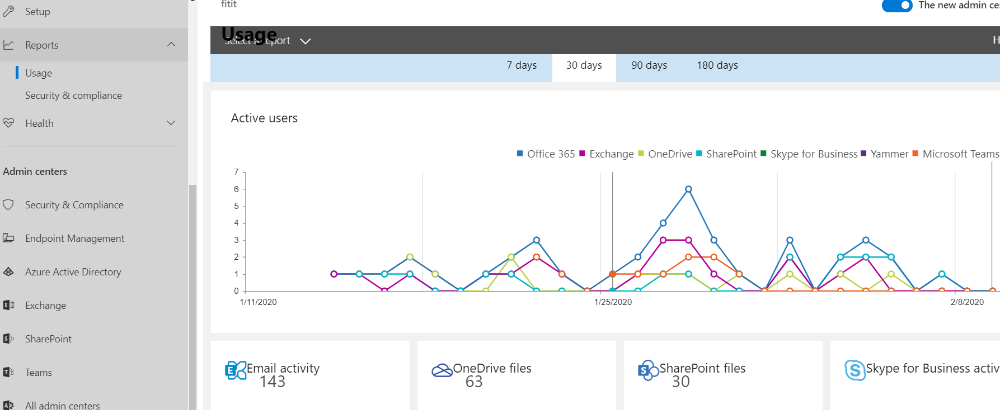 fitit
The new admin ce
Setup
Reports
Usage
Security & compliance
Health
Admin centers
Security & Compliance
Endpoint Management
Azure Active Directory
Exchange
SharePoint
Teams
All admin centers
Usage
Select a report
H
7 days 30 days 90 days 180 days
Active users
Office 365 Exchange OneDrive SharePoint Skype for Business Yammer Microsoft Teams
7
6
5
4
3
2
1
0
1/11/2020 1/25/2020 2/8/2020
Email activity
143
OneDrive files
63
SharePoint files
30
Skype for Business activ